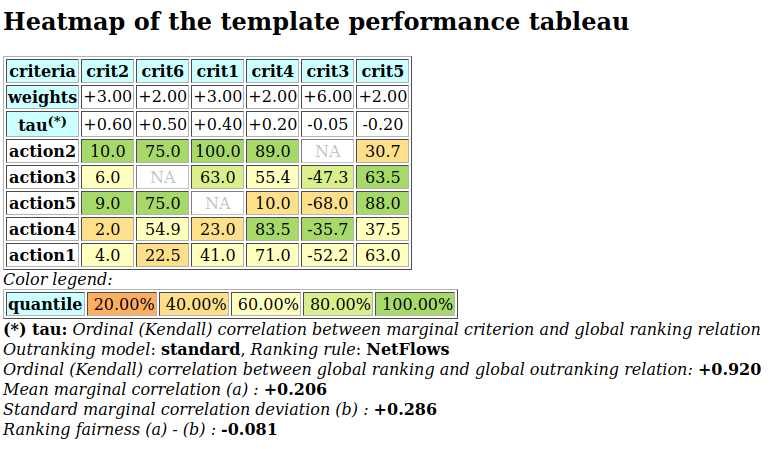 Heatmap of the template performance tableau
criteria crit2 crit6 crit1 crit4 crit3 crit5
weights +3.00 +2.00 +3.00 +2.00 +6.00 +2.00
tau(*) +0.60 +0.50 +0.40 +0.20 -0.05 -0.20
action2 10.0 75.0 100.0 89.0 NA 30.7
action3 6.0 NA 63.0 55.4 -47.3 63.5
action5 9.0 75.0 NA 10.0 -68.0 88.0
action4 2.0 54.9 23.0 83.5 -35.7 37.5
action1 4.0 22.5 41.0 71.0 -52.2 63.0
Color legend:
quantile 20.00% 40.00% 60.00% 80.00% 100.00%
(*) tau: Ordinal (Kendall) correlation between marginal criterion and global ranking relation
Outranking model: standard, Ranking rule: NetFlows
Ordinal (Kendall) correlation between global ranking and global outranking relation: +0.920
Mean marginal correlation (a) : +0.206
Standard marginal correlation deviation (b) : +0.286
Ranking fairness (a) - (b) : -0.081